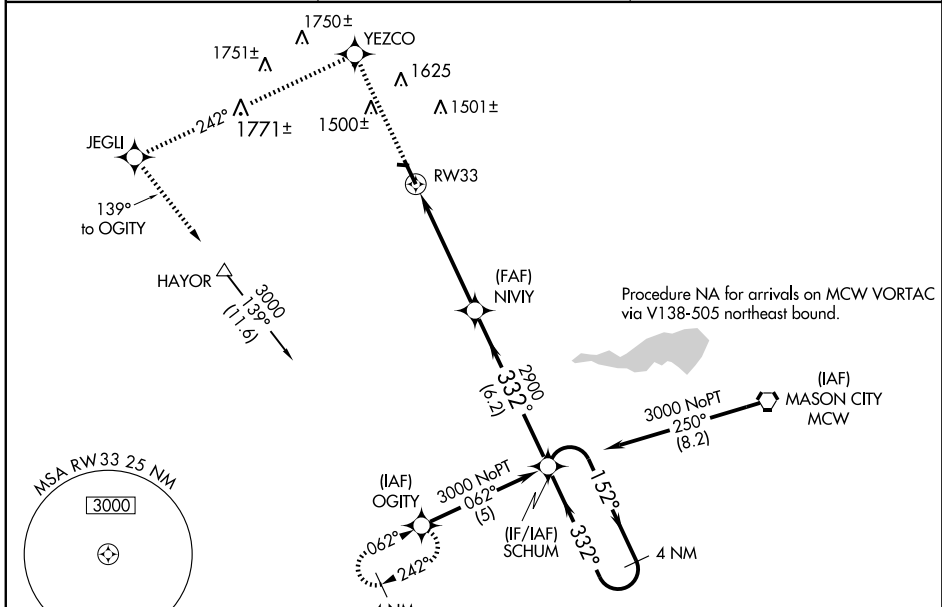 1750±
YEZCO
1751±
1625
1771±
1500±
1501±
242°
JEGLI
RW33
139°
to OGITY
HAYOR
3000
139°
(11.6)
(FAF)
NIVIY
Procedure NA for arrivals on MCW VORTAC
via V138-505 northeast bound.
2900
332°
(6.2)
(IAF)
MASON CITY
MCW
3000 NoPT
250°
(8.2)
MSA RW33 25 NM
3000
(IAF)
OGITY
3000 NoPT
062°
(5)
(IF/IAF)
SCHUM
152°
332°
4 NM
062°
242°
4 NM